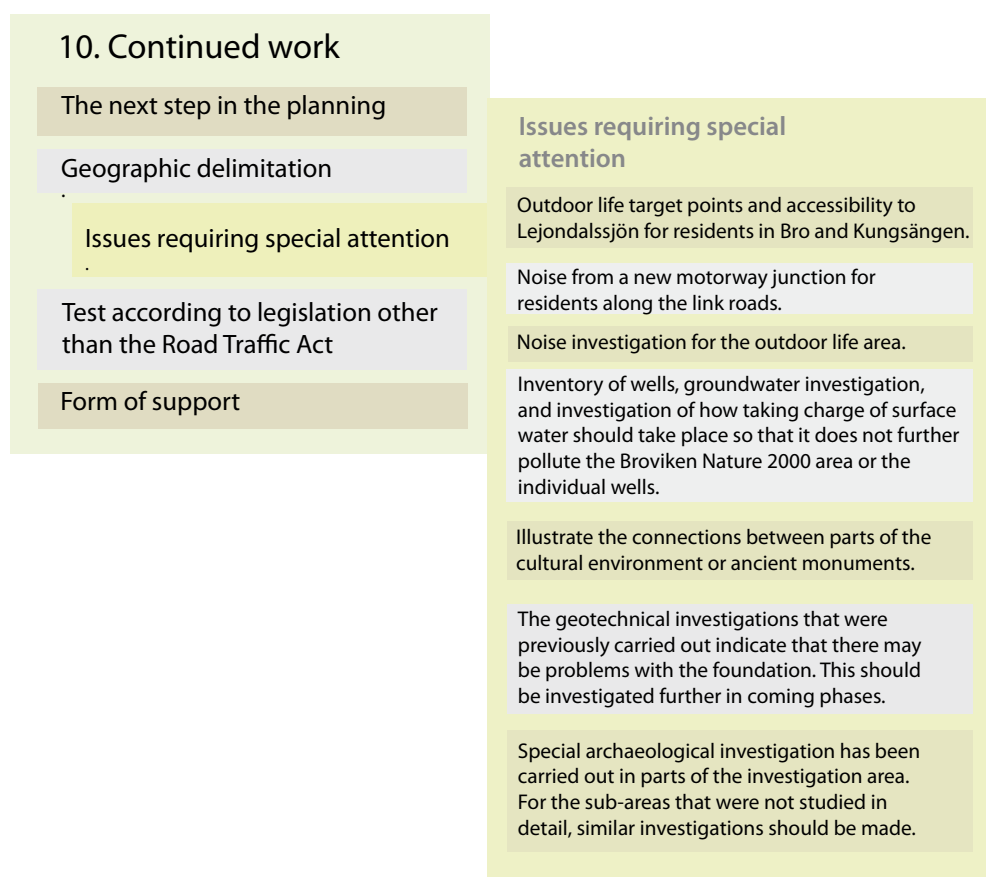 10. Continued work
The next step in the planning
Geographic delimitation
.
Issues requiring special attention
.
Test according to legislation other
than the Road Traffic Act
Form of support
Issues requiring special
attention
Outdoor life target points and accessibility to
Lejondalssjön for residents in Bro and Kungsängen.
Noise from a new motorway junction for
residents along the link roads.
Noise investigation for the outdoor life area.
Inventory of wells, groundwater investigation,
and investigation of how taking charge of surface
water should take place so that it does not further
pollute the Broviken Nature 2000 area or the
individual wells.
Illustrate the connections between parts of the
cultural environment or ancient monuments.
The geotechnical investigations that were
previously carried out indicate that there may
be problems with the foundation. This should
be investigated further in coming phases.
Special archaeological investigation has been
carried out in parts of the investigation area.
For the sub-areas that were not studied in
detail, similar investigations should be made.